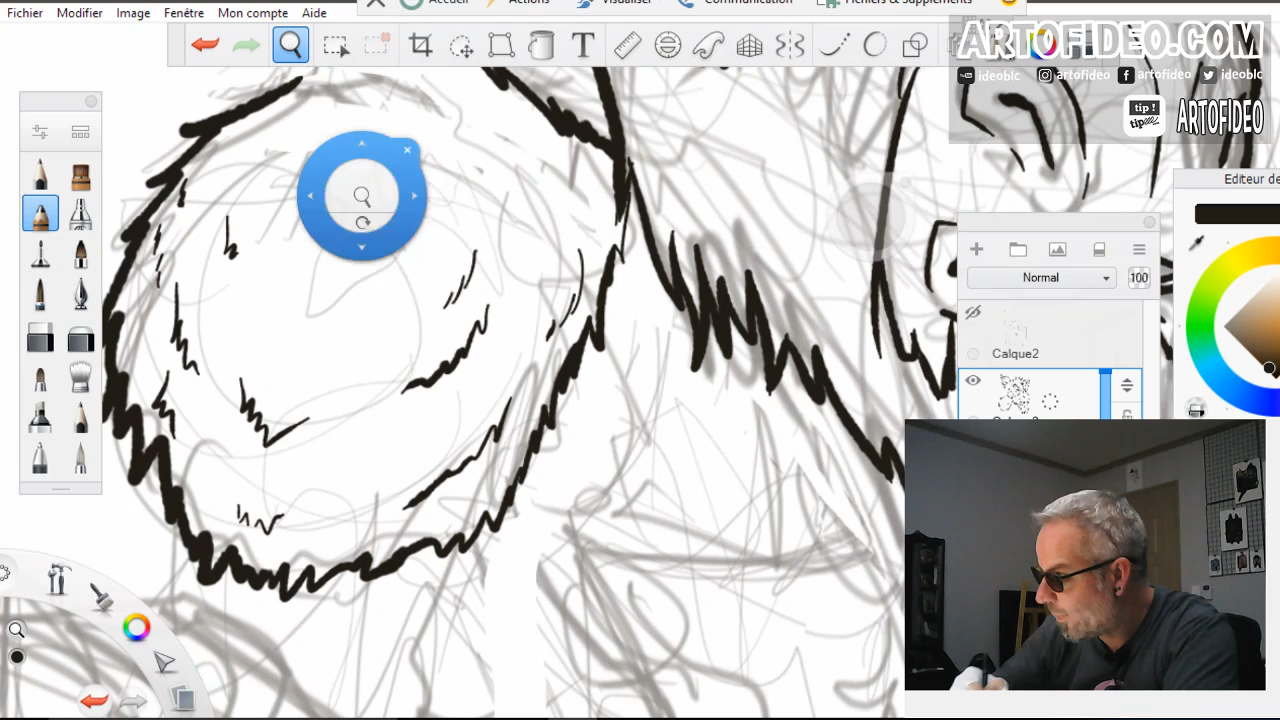 Fichier Modifier Image Fenêtre Mon compte Aide
Accueil Actions Visualiser Communication Fichiers & Suppléments
ARTOFIDEO.COM
ideoblc artofideo artofideo ideoblc
tip !
tip
ARTOFIDEO
Editeur de
Normal 100
Calque2